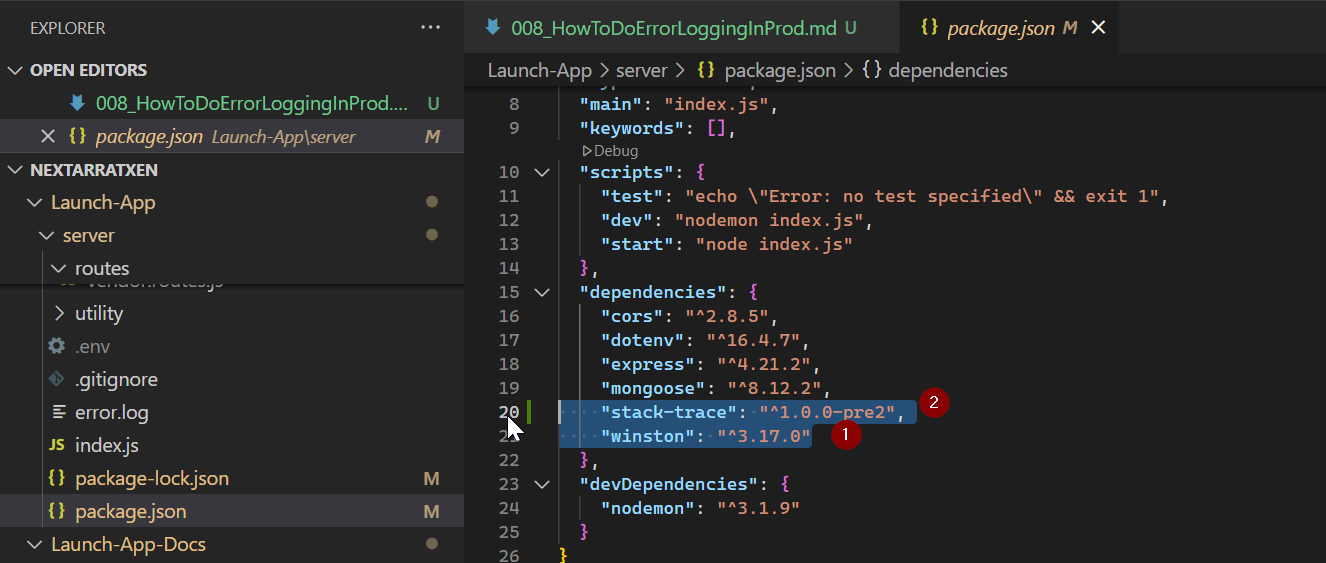 EXPLORER
OPEN EDITORS
008_HowToDoErrorLoggingInProd.... U
package.json Launch-App\server M
NEXTARRATXEN
Launch-App
server
routes
vendor.routes.js
utility
.env
.gitignore
error.log
JS index.js
package-lock.json M
package.json M
Launch-App-Docs
008_HowToDoErrorLoggingInProd.md U
{} package.json M
Launch-App > server > {} package.json > {} dependencies
8 "main": "index.js",
9 "keywords": [],
Debug
10 "scripts": {
11 "test": "echo \"Error: no test specified\" && exit 1",
12 "dev": "nodemon index.js",
13 "start": "node index.js"
14 },
15 "dependencies": {
16 "cors": "^2.8.5",
17 "dotenv": "^16.4.7",
18 "express": "^4.21.2",
19 "mongoose": "^8.12.2",
20 "stack-trace": "^1.0.0-pre2", 2
21 "winston": "^3.17.0" 1
22 },
23 "devDependencies": {
24 "nodemon": "^3.1.9"
25 }
26 }